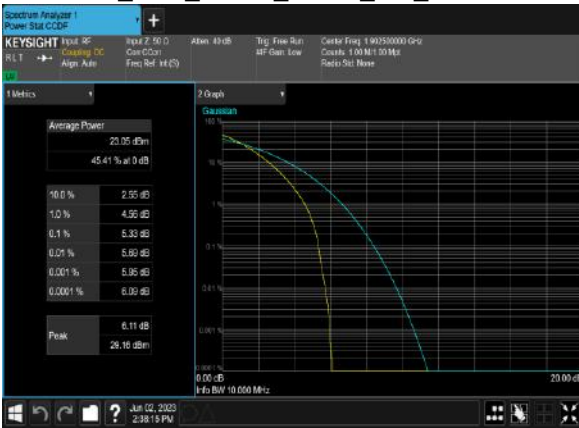 Spectrum Analyzer 1
Power Stat CCDF
+
KEYSIGHT Input: RF
Coupling: DC
Align: Auto
RLT
Input Z: 50 Ω
Corr CCorr
Freq Ref: Int (S)
Atten: 40 dB
Trig: Free Run
#IF Gain: Low
Center Freq: 1.902500000 GHz
Counts: 1.00 M/1.00 Mpt
Radio Std: None
1 Metrics
2 Graph
Average Power
23.05 dBm
45.41 % at 0 dB
10.0 % 2.55 dB
1.0 % 4.56 dB
0.1 % 5.33 dB
0.01 % 5.69 dB
0.001 % 5.95 dB
0.0001 % 6.09 dB
Peak
6.11 dB
29.16 dBm
Gaussian
100 %
10 %
1 %
0.1 %
0.01 %
0.001 %
0.0001 %
0.00 dB
20.00 dB
Info BW 10.000 MHz
?
Jun 02, 2023
2:38:15 PM